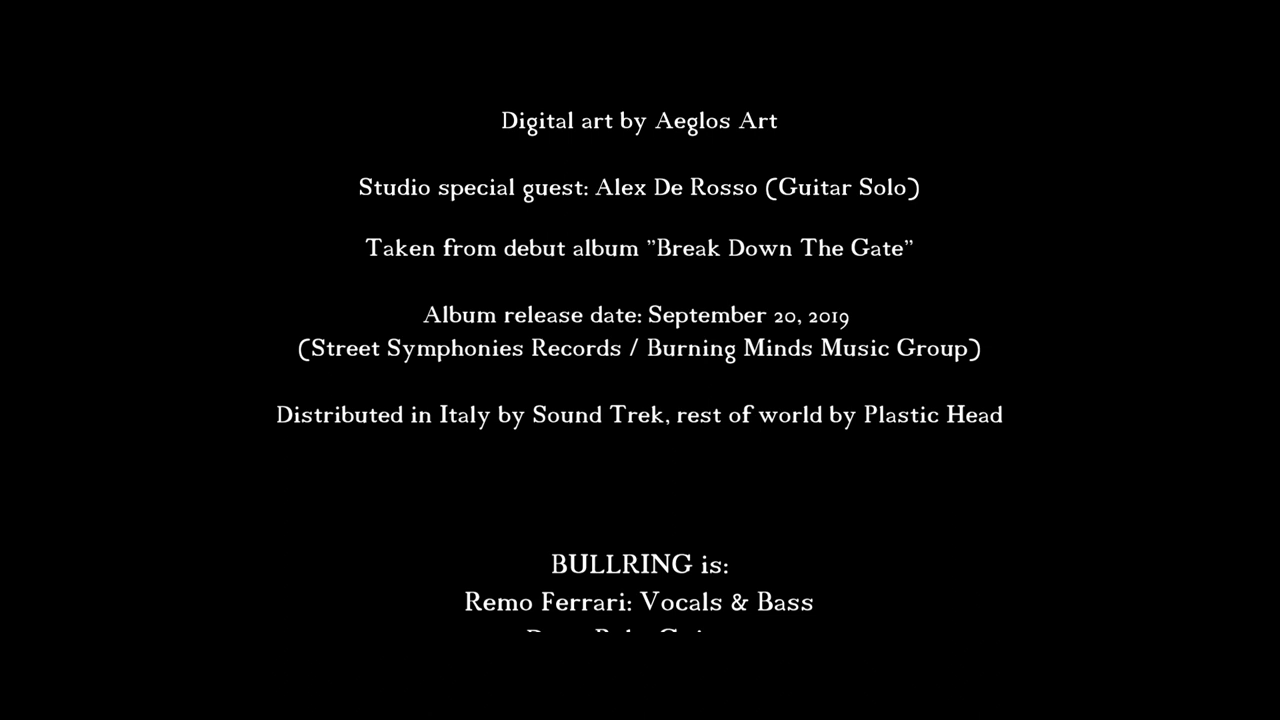 Digital art by Aeglos Art
Studio special guest: Alex De Rosso (Guitar Solo)
Taken from debut album ”Break Down The Gate”
Album release date: September 20, 2019
(Street Symphonies Records / Burning Minds Music Group)
Distributed in Italy by Sound Trek, rest of world by Plastic Head
BULLRING is:
Remo Ferrari: Vocals & Bass